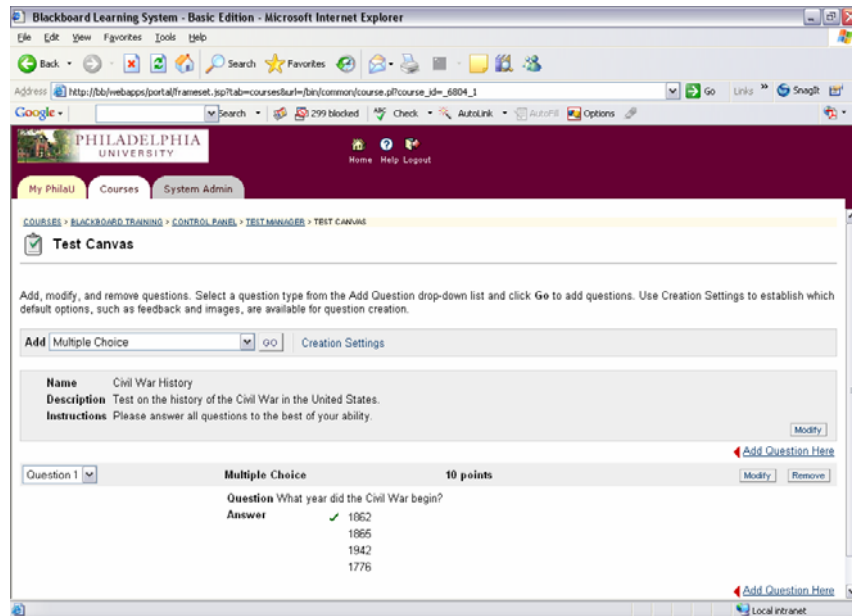 Blackboard Learning System - Basic Edition - Microsoft Internet Explorer
File Edit View Favorites Tools Help
Back Search Favorites
Address http://bb/webapps/portal/frameset.jsp?tab=courses&url=/bin/common/course.pl?course_id=_6804_1 Go Links SnagIt
Google Search 299 blocked Check AutoLink AutoFill Options
PHILADELPHIA
UNIVERSITY
Home Help Logout
My PhilaU Courses System Admin
COURSES > BLACKBOARD TRAINING > CONTROL PANEL > TEST MANAGER > TEST CANVAS
Test Canvas
Add, modify, and remove questions. Select a question type from the Add Question drop-down list and click Go to add questions. Use Creation Settings to establish which
default options, such as feedback and images, are available for question creation.
Add Multiple Choice GO Creation Settings
Name Civil War History
Description Test on the history of the Civil War in the United States.
Instructions Please answer all questions to the best of your ability.
Modify
Add Question Here
Question 1 Multiple Choice 10 points Modify Remove
Question What year did the Civil War begin?
Answer 1862
1865
1942
1776
Add Question Here
Local intranet